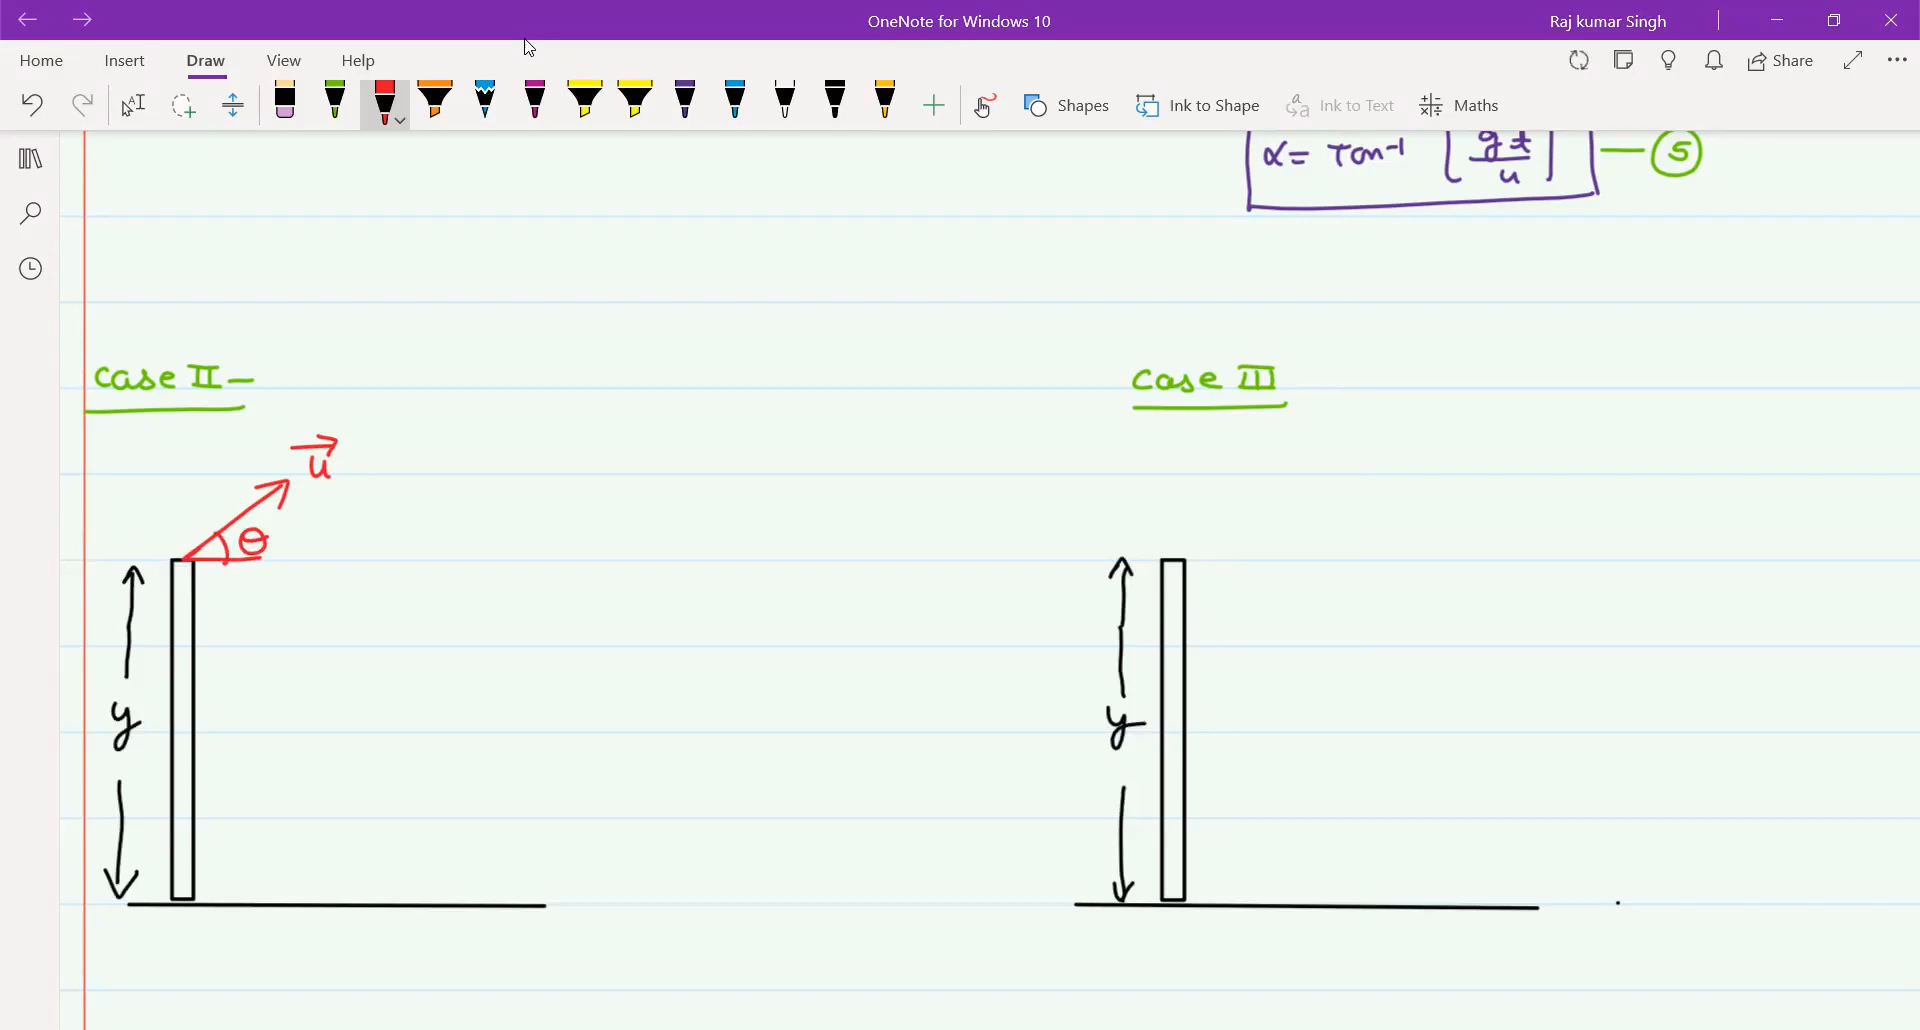 OneNote for Windows 10
Raj kumar Singh
Home Insert Draw View Help
Share
Shapes Ink to Shape Ink to Text Maths
α = Tan⁻¹ [gt/u] — ⑤
Case II –
Case III
u⃗
θ
y
y